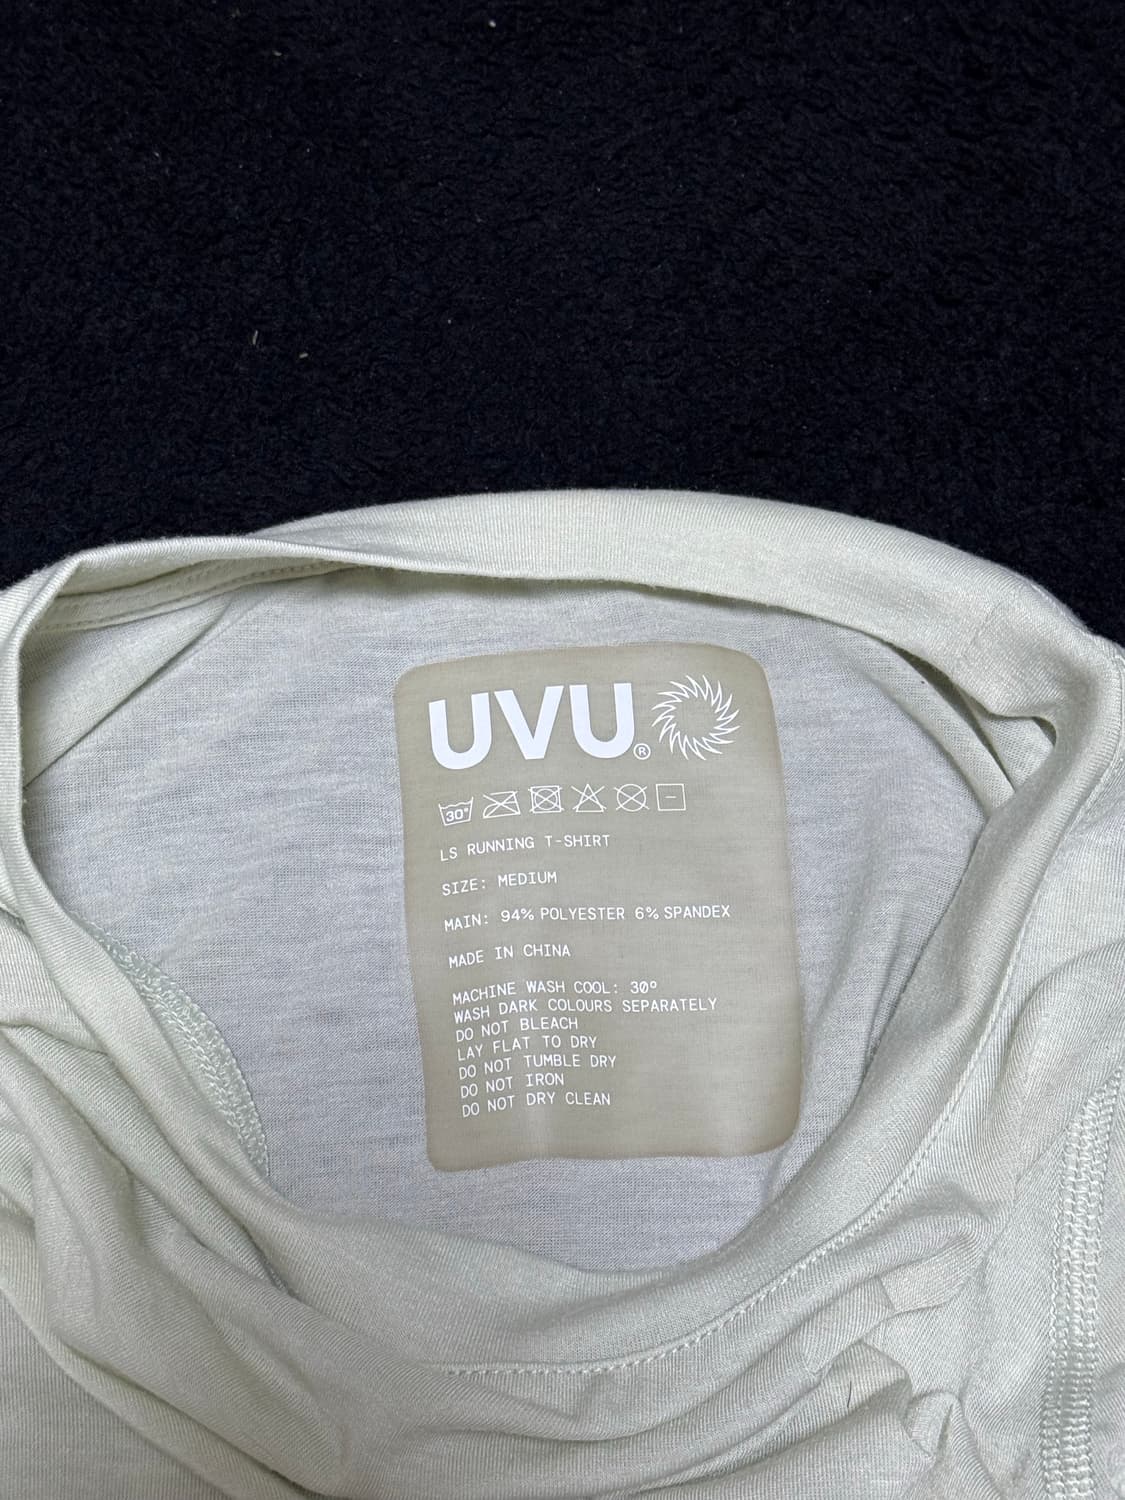 UVU®
30°
LS RUNNING T-SHIRT
SIZE: MEDIUM
MAIN: 94% POLYESTER 6% SPANDEX
MADE IN CHINA
MACHINE WASH COOL: 30º
WASH DARK COLOURS SEPARATELY
DO NOT BLEACH
LAY FLAT TO DRY
DO NOT TUMBLE DRY
DO NOT IRON
DO NOT DRY CLEAN